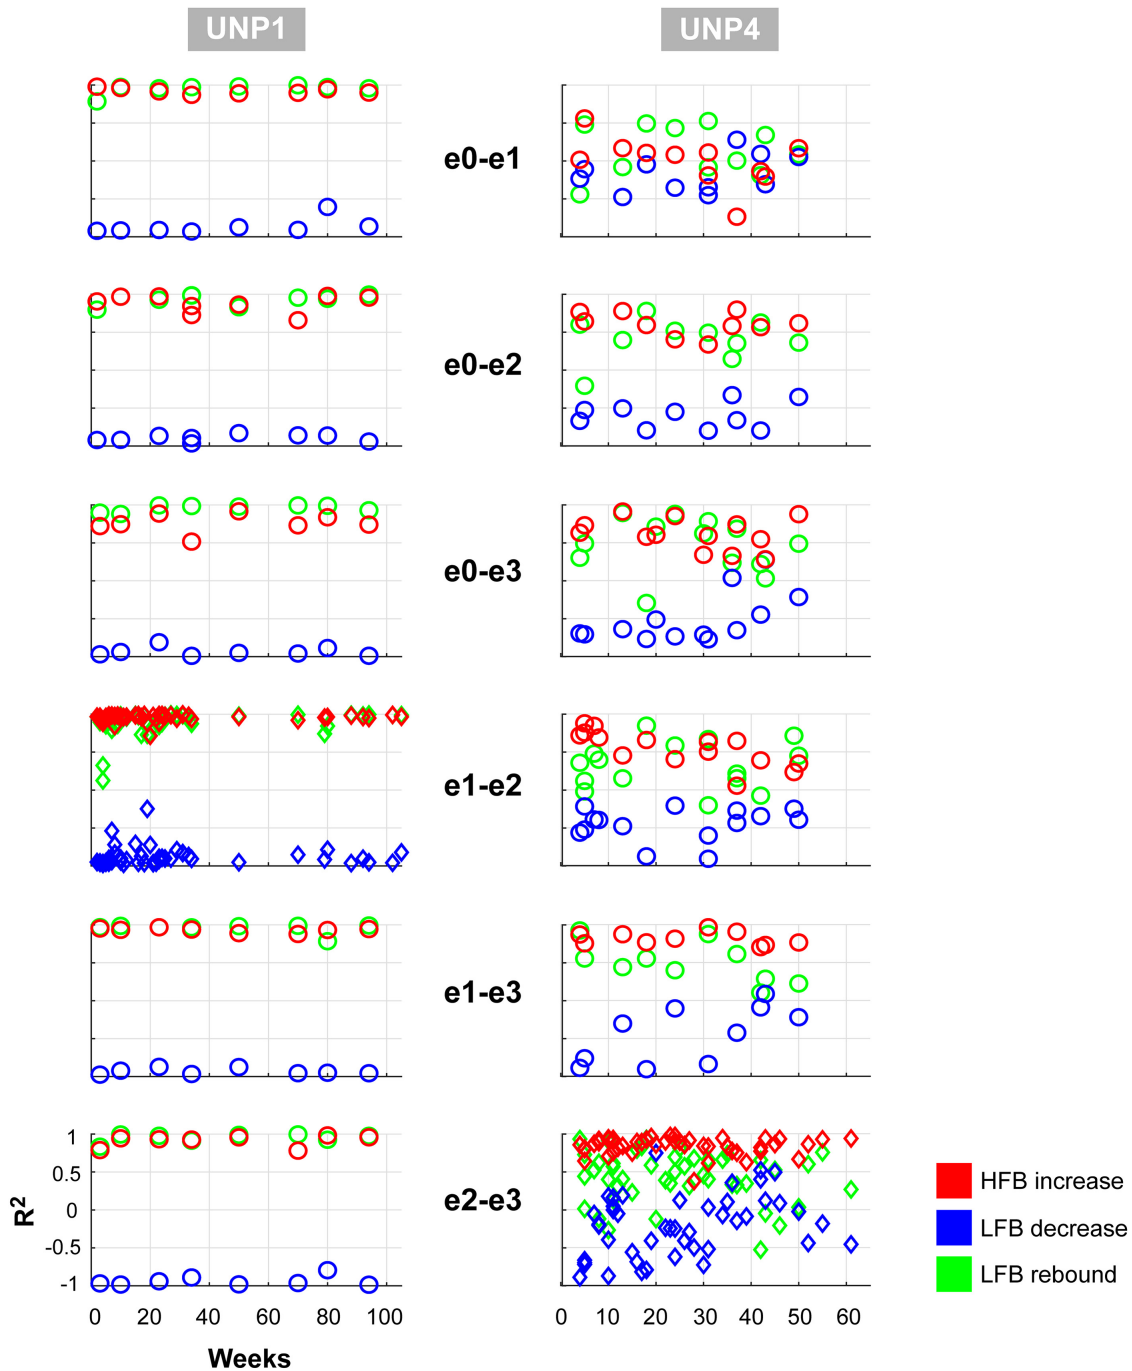 UNP1 UNP4
e0-e1
e0-e2
e0-e3
e1-e2
e1-e3
e2-e3
R²
1
0.5
0
-0.5
-1
0 20 40 60 80 100
0 10 20 30 40 50 60
Weeks
HFB increase
LFB decrease
LFB rebound